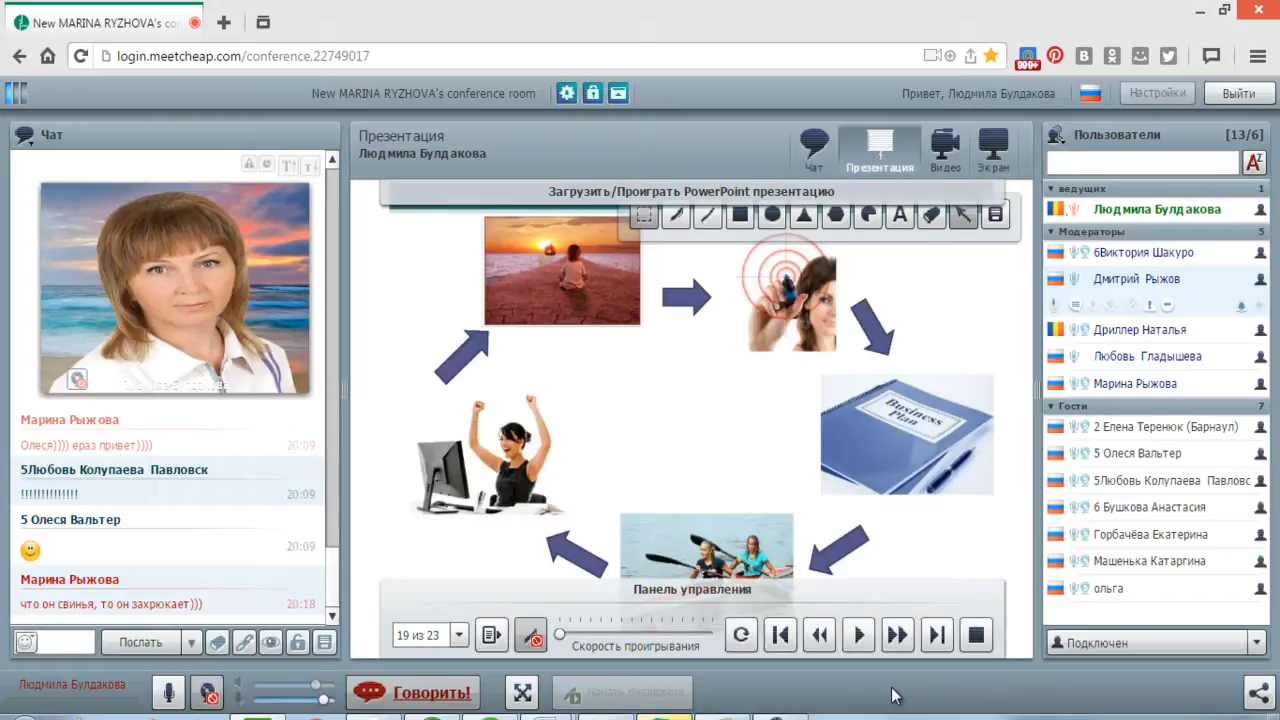 New MARINA RYZHOVA's con
login.meetcheap.com/conference,22749017
999+
New MARINA RYZHOVA's conference room
Привет, Людмила Булдакова
Настройки
Выйти
Чат
Марина Рыжова
Олеся)))) ераз привет))))
20:09
5Любовь Колупаева Павловск
!!!!!!!!!!!!!!
20:09
5 Олеся Вальтер
20:09
Марина Рыжова
что он свинья, то он захрюкает)))
20:18
Послать
Презентация
Людмила Булдакова
Чат
Презентация
Видео
Экран
Загрузить/Проиграть PowerPoint презентацию
Business
Plan
Панель управления
19 из 23
Скорость проигрывания
Пользователи
[13/6]
ведущих
1
Людмила Булдакова
Модераторы
5
6Виктория Шакуро
Дмитрий Рыжов
Дриллер Наталья
Любовь Гладышева
Марина Рыжова
Гости
7
2 Елена Теренюк (Барнаул)
5 Олеся Вальтер
5Любовь Колупаева Павловс
6 Бушкова Анастасия
Горбачёва Екатерина
Машенька Катаргина
ольга
Подключен
Людмила Булдакова
Говорить!
Начать рисование